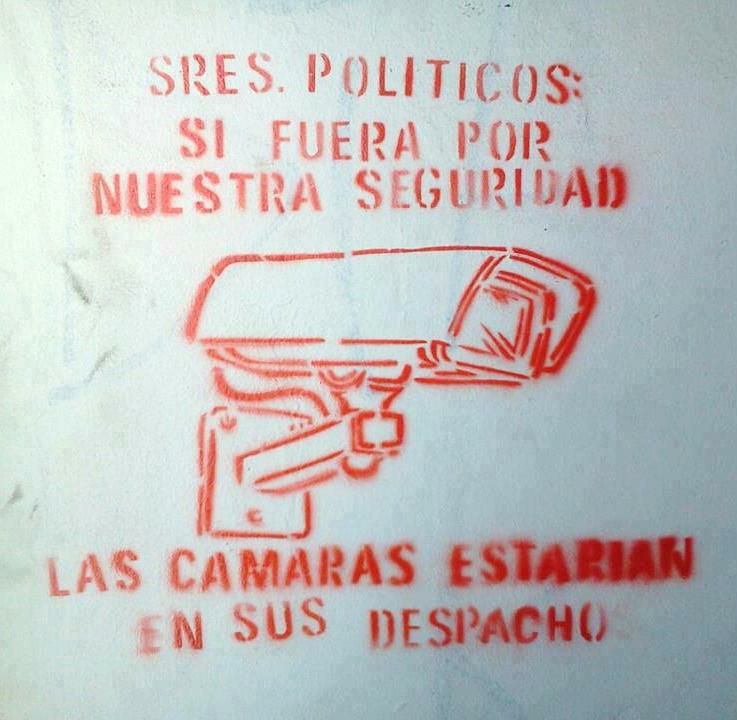 SRES. POLITICOS:
SI FUERA POR
NUESTRA SEGURIDAD
LAS CAMARAS ESTARIAN
EN SUS DESPACHO